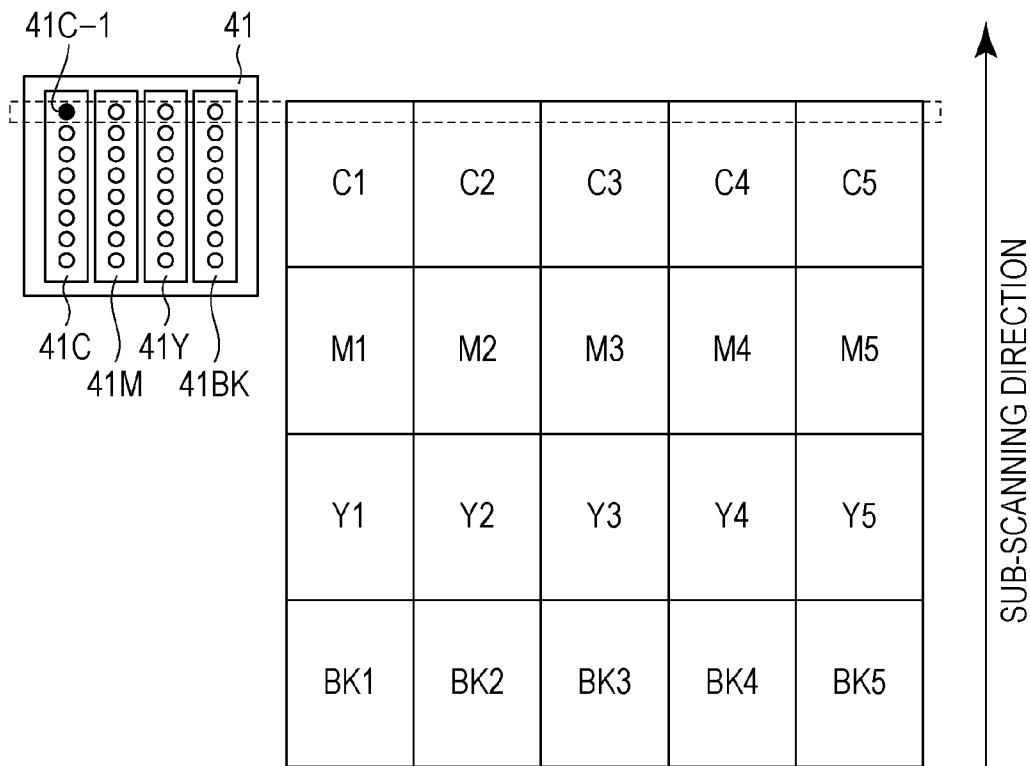 41C-1 41
41C 41Y
41M 41BK
C1 C2 C3 C4 C5
M1 M2 M3 M4 M5
Y1 Y2 Y3 Y4 Y5
BK1 BK2 BK3 BK4 BK5
SUB-SCANNING DIRECTION